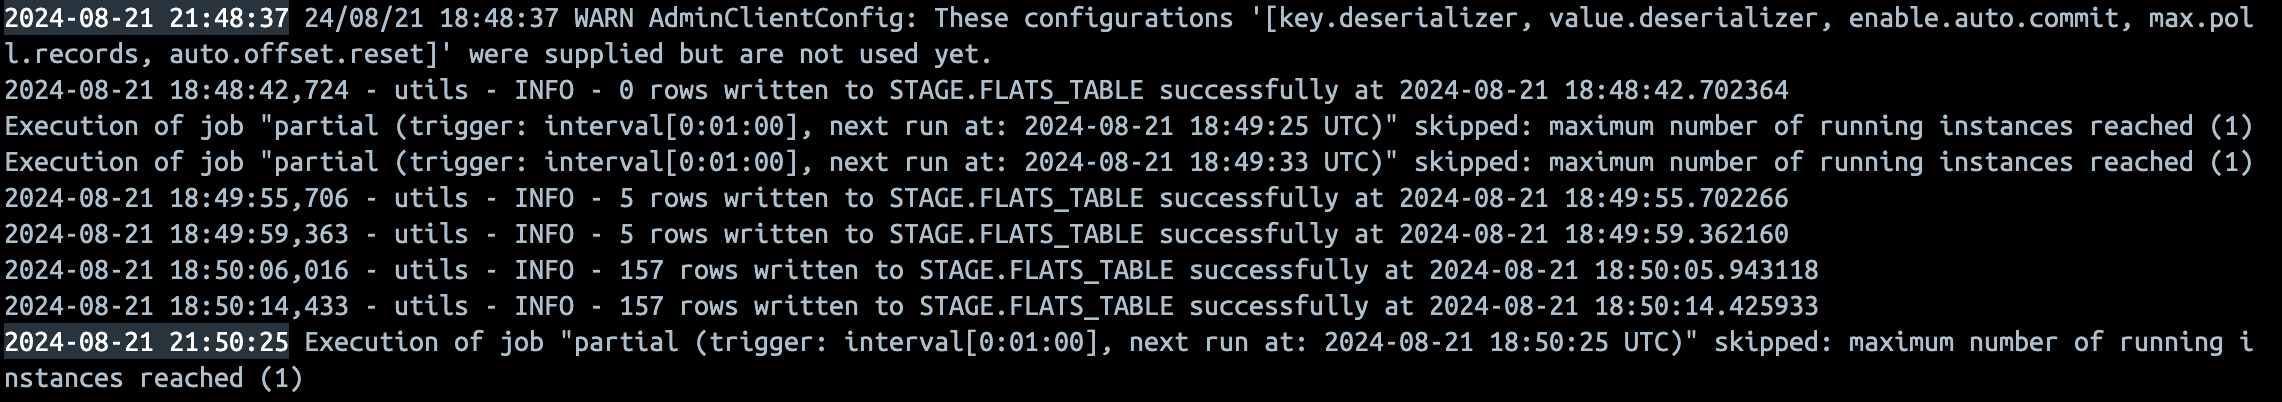 2024-08-21 21:48:37 24/08/21 18:48:37 WARN AdminClientConfig: These configurations '[key.deserializer, value.deserializer, enable.auto.commit, max.pol
l.records, auto.offset.reset]' were supplied but are not used yet.
2024-08-21 18:48:42,724 - utils - INFO - 0 rows written to STAGE.FLATS_TABLE successfully at 2024-08-21 18:48:42.702364
Execution of job "partial (trigger: interval[0:01:00], next run at: 2024-08-21 18:49:25 UTC)" skipped: maximum number of running instances reached (1)
Execution of job "partial (trigger: interval[0:01:00], next run at: 2024-08-21 18:49:33 UTC)" skipped: maximum number of running instances reached (1)
2024-08-21 18:49:55,706 - utils - INFO - 5 rows written to STAGE.FLATS_TABLE successfully at 2024-08-21 18:49:55.702266
2024-08-21 18:49:59,363 - utils - INFO - 5 rows written to STAGE.FLATS_TABLE successfully at 2024-08-21 18:49:59.362160
2024-08-21 18:50:06,016 - utils - INFO - 157 rows written to STAGE.FLATS_TABLE successfully at 2024-08-21 18:50:05.943118
2024-08-21 18:50:14,433 - utils - INFO - 157 rows written to STAGE.FLATS_TABLE successfully at 2024-08-21 18:50:14.425933
2024-08-21 21:50:25 Execution of job "partial (trigger: interval[0:01:00], next run at: 2024-08-21 18:50:25 UTC)" skipped: maximum number of running i
nstances reached (1)